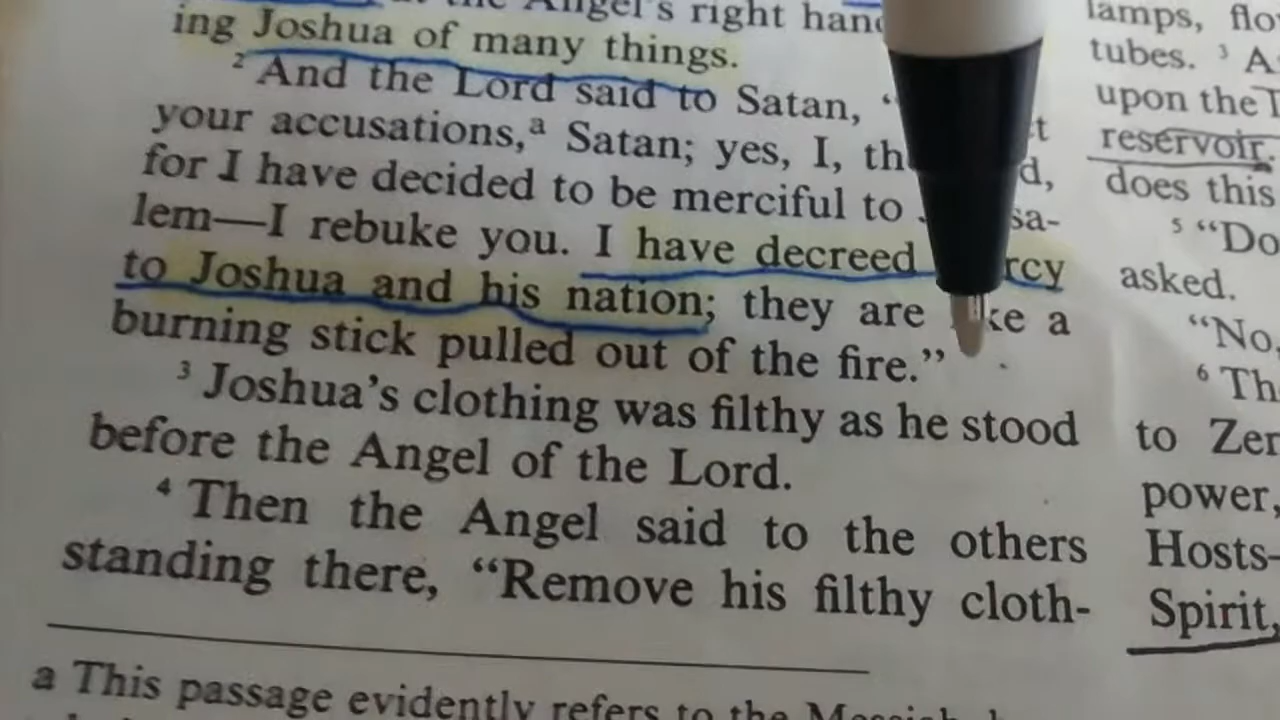 Angel's right
ing Joshua of many things.
2 And the Lord said to Satan, “
your accusations,a Satan; yes, I,
for I have decided to be merciful to sa-
lem—I rebuke you. I have decreed rcy
to Joshua and his nation; they are ke a
burning stick pulled out of the fire.”
3 Joshua's clothing was filthy as he stood
before the Angel of the Lord.
4 Then the Angel said to the others
standing there, “Remove his filthy cloth-
a This passage evidently refers to the
lamps,
tubes. 3
upon the
reservoir.
does this
5 “Do
asked.
“No,
6 Th
to Zer
power,
Hosts—
Spirit,